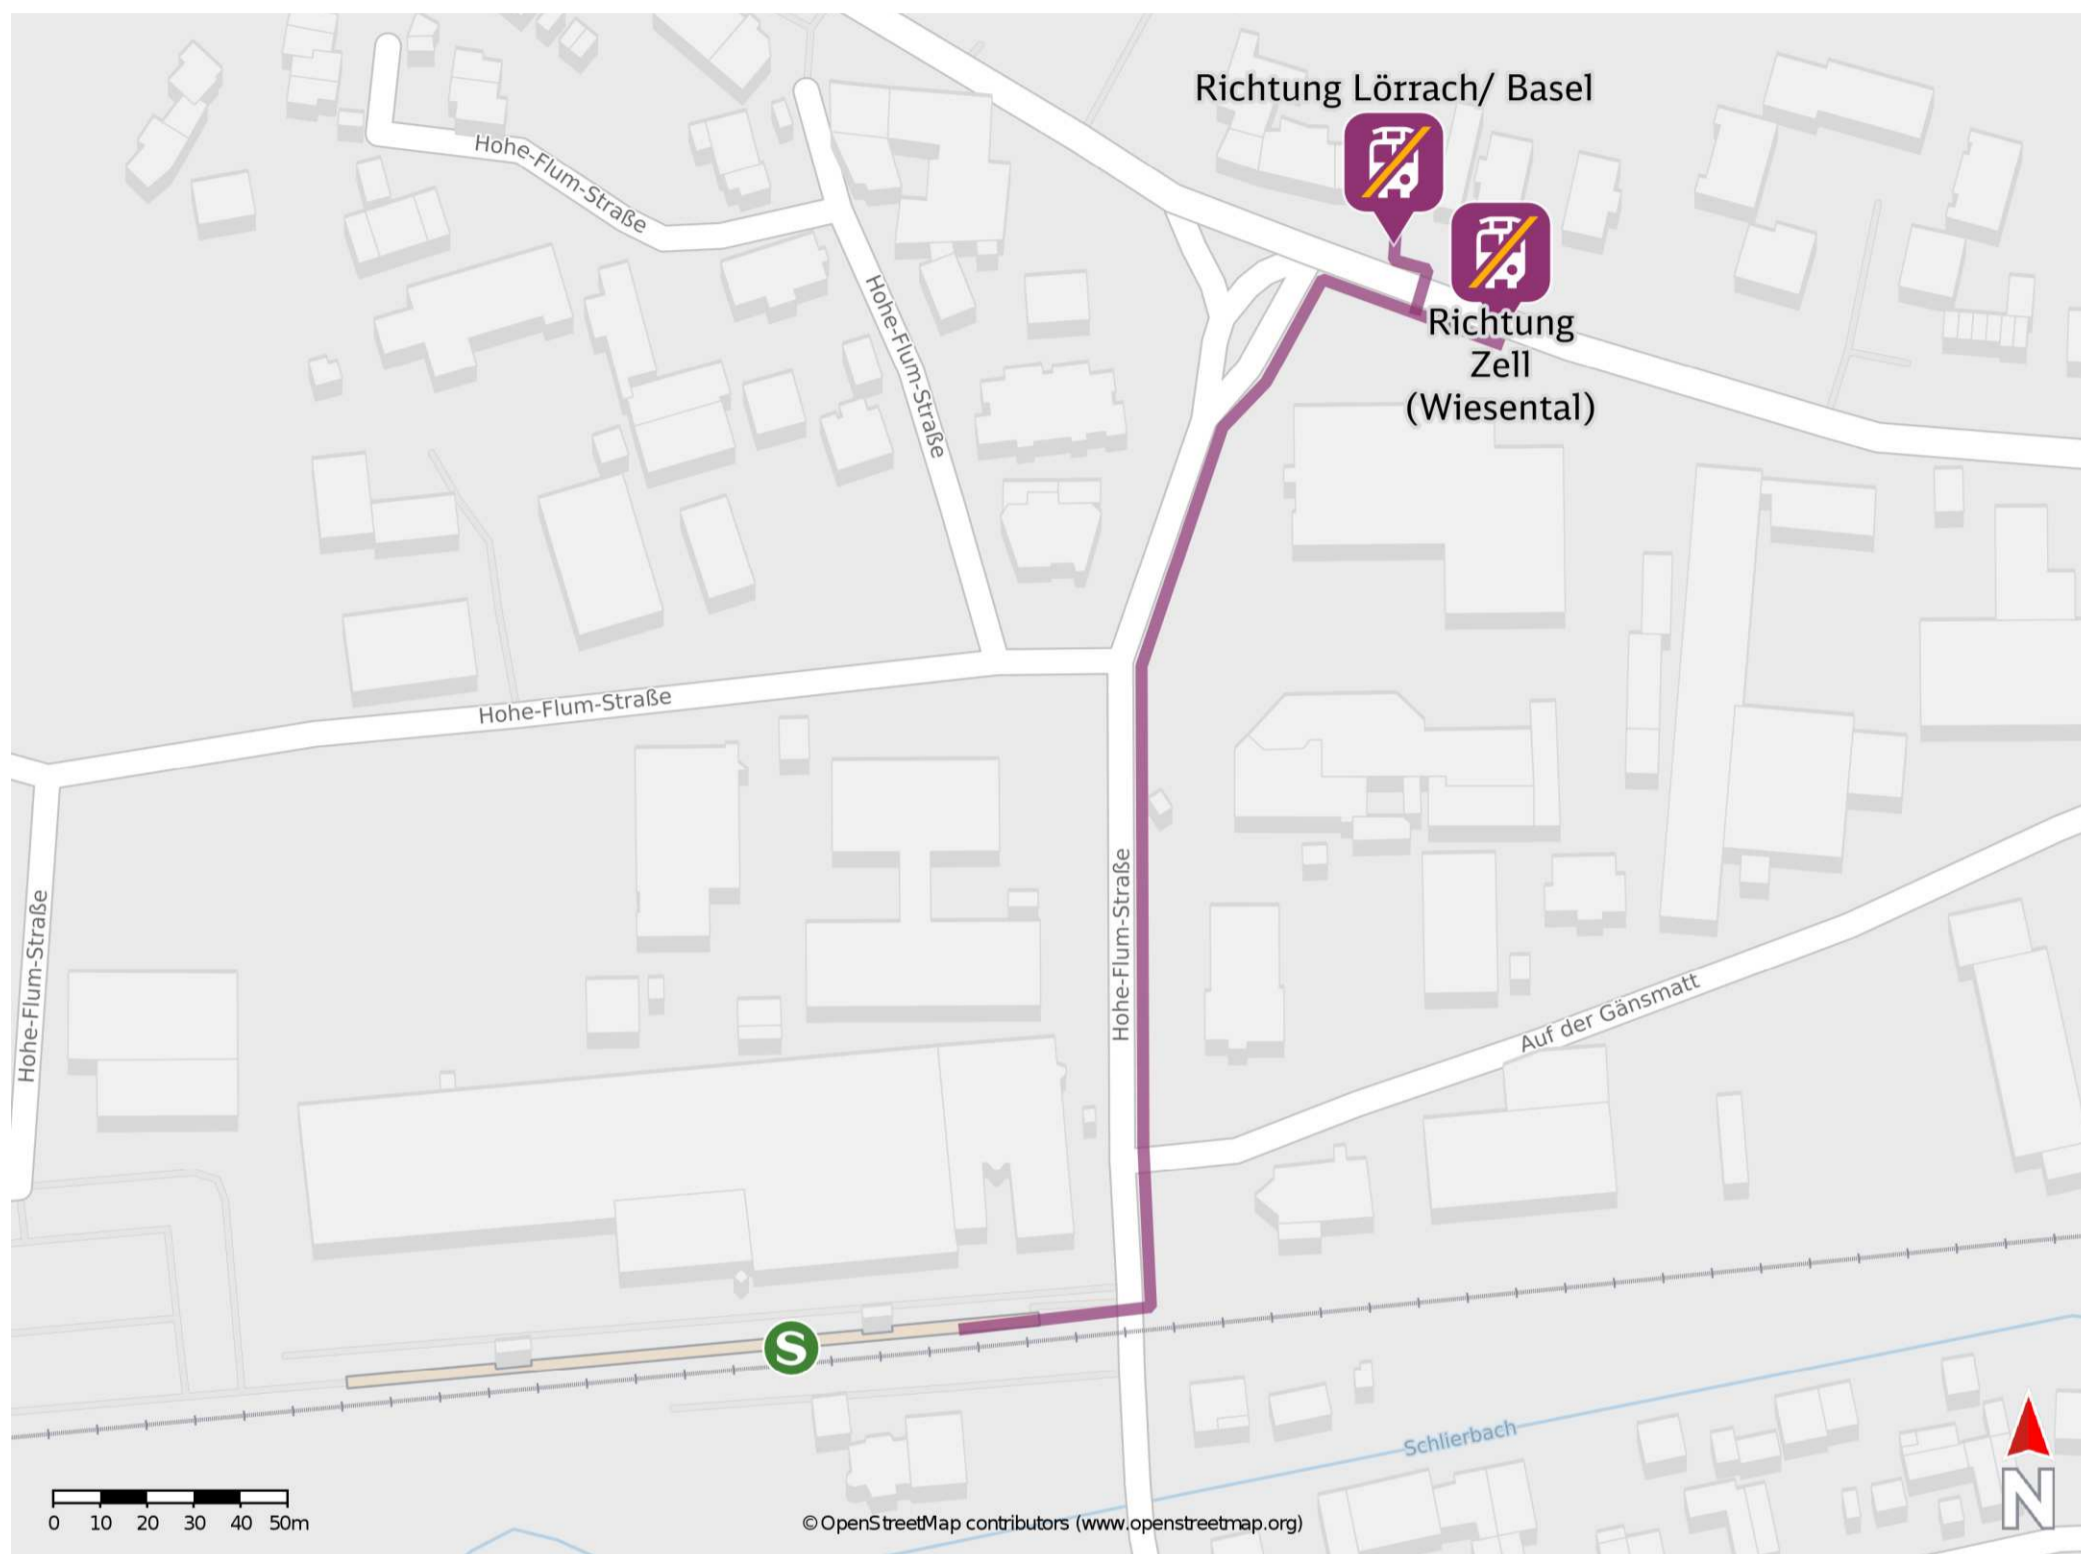 Richtung Lörrach/ Basel
Hohe-Flum-Straße
Richtung
Zell
(Wiesental)
Hohe-Flum-Straße
Hohe-Flum-Straße
Hohe-Flum-Straße
Hohe-Flum-Straße
Auf der Gänsmatt
S
Schlierbach
N
0 10 20 30 40 50m
© OpenStreetMap contributors (www.openstreetmap.org)